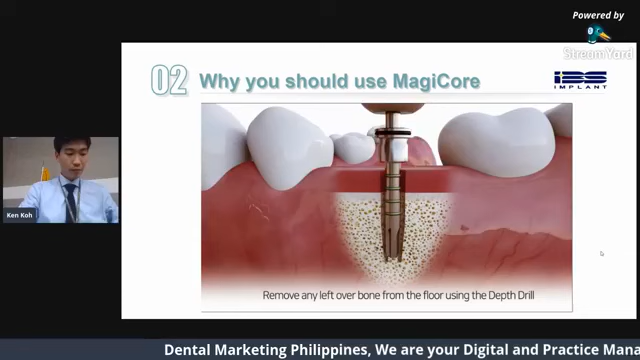 Powered by
StreamYard
02 Why you should use MagiCore
IBS
IMPLANT
Ken Koh
Remove any left over bone from the floor using the Depth Drill
Dental Marketing Philippines, We are your Digital and Practice Mana